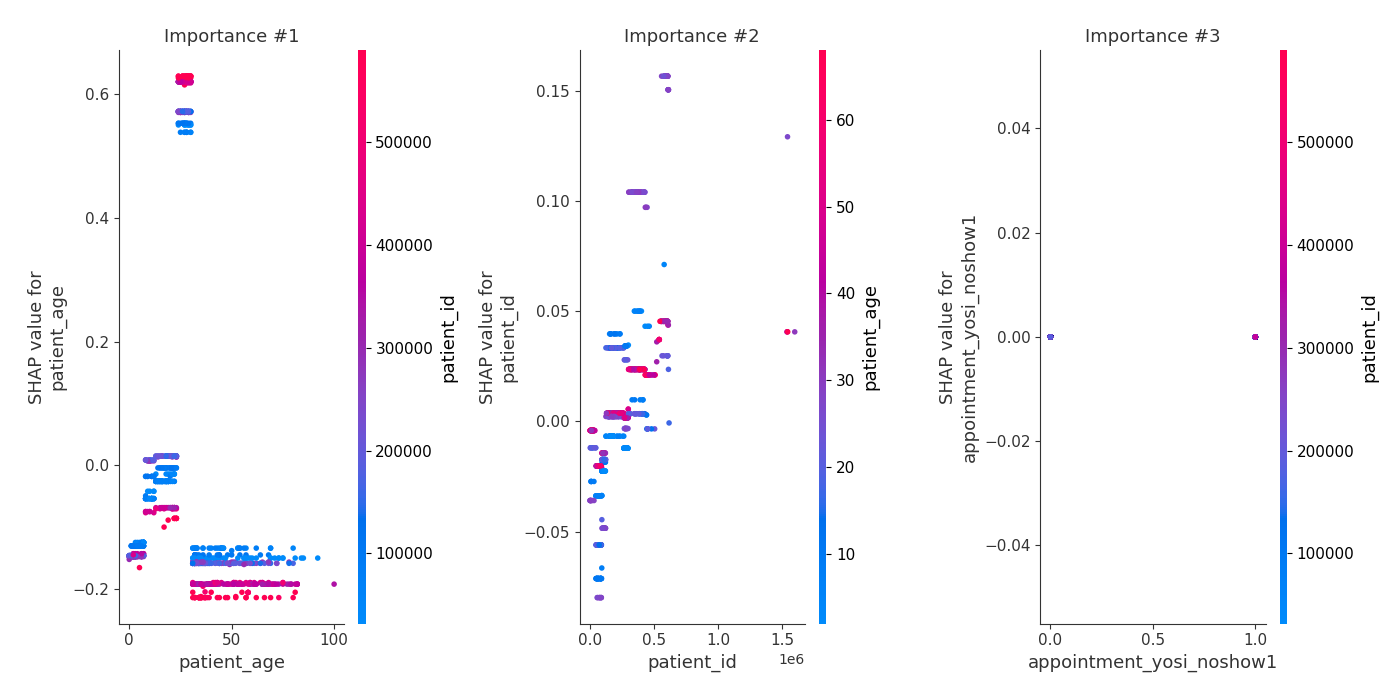 Importance #1
0.6
0.4
0.2
0.0
−0.2
SHAP value for
patient_age
0
50
100
patient_age
500000
400000
300000
200000
100000
patient_id
Importance #2
0.15
0.10
0.05
0.00
−0.05
SHAP value for
patient_id
0.0
0.5
1.0
1.5
1e6
patient_id
60
50
40
30
20
10
patient_age
Importance #3
0.04
0.02
0.00
−0.02
−0.04
SHAP value for
appointment_yosi_noshow1
0.0
0.5
1.0
appointment_yosi_noshow1
500000
400000
300000
200000
100000
patient_id